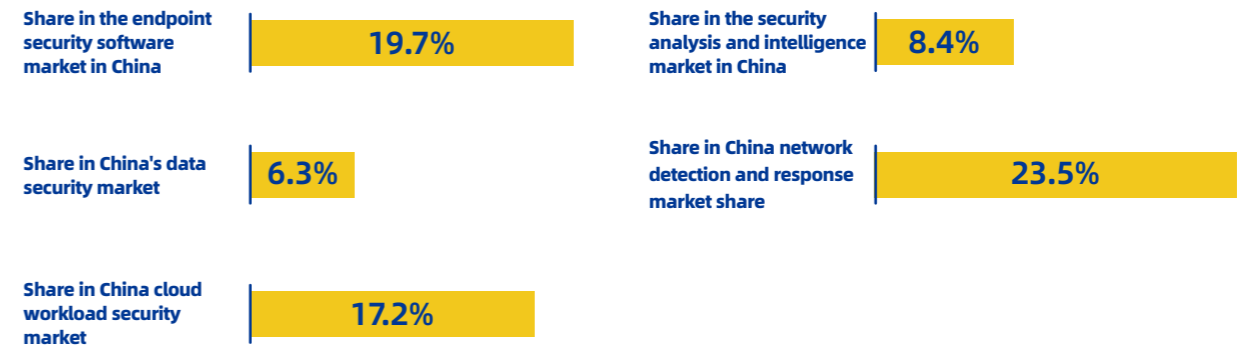 Share in the endpoint
security software
market in China
19.7%
Share in the security
analysis and intelligence
market in China
8.4%
Share in China's data
security market
6.3%
Share in China network
detection and response
market share
23.5%
Share in China cloud
workload security
market
17.2%